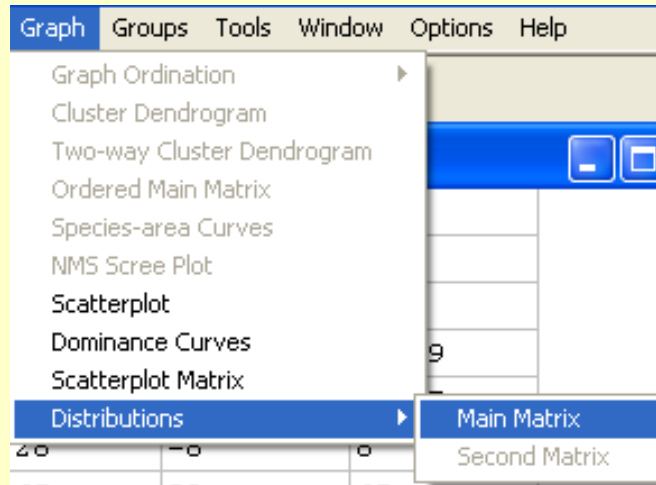 Graph Groups Tools Window Options Help
Graph Ordination
Cluster Dendrogram
Two-way Cluster Dendrogram
Ordered Main Matrix
Species-area Curves
NMS Scree Plot
Scatterplot
Dominance Curves
9
Scatterplot Matrix
Distributions
Main Matrix
Second Matrix